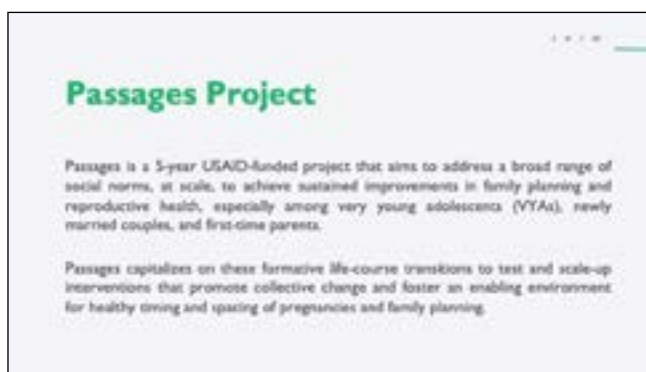 Passages Project
Passages is a 5-year USAID-funded project that aims to address a broad range of
social norms, at scale, to achieve sustained improvements in family planning and
reproductive health, especially among very young adolescents (VYAs), newly
married couples, and first-time parents.
Passages capitalizes on these formative life-course transitions to test and scale-up
interventions that promote collective change and foster an enabling environment
for healthy timing and spacing of pregnancies and family planning.